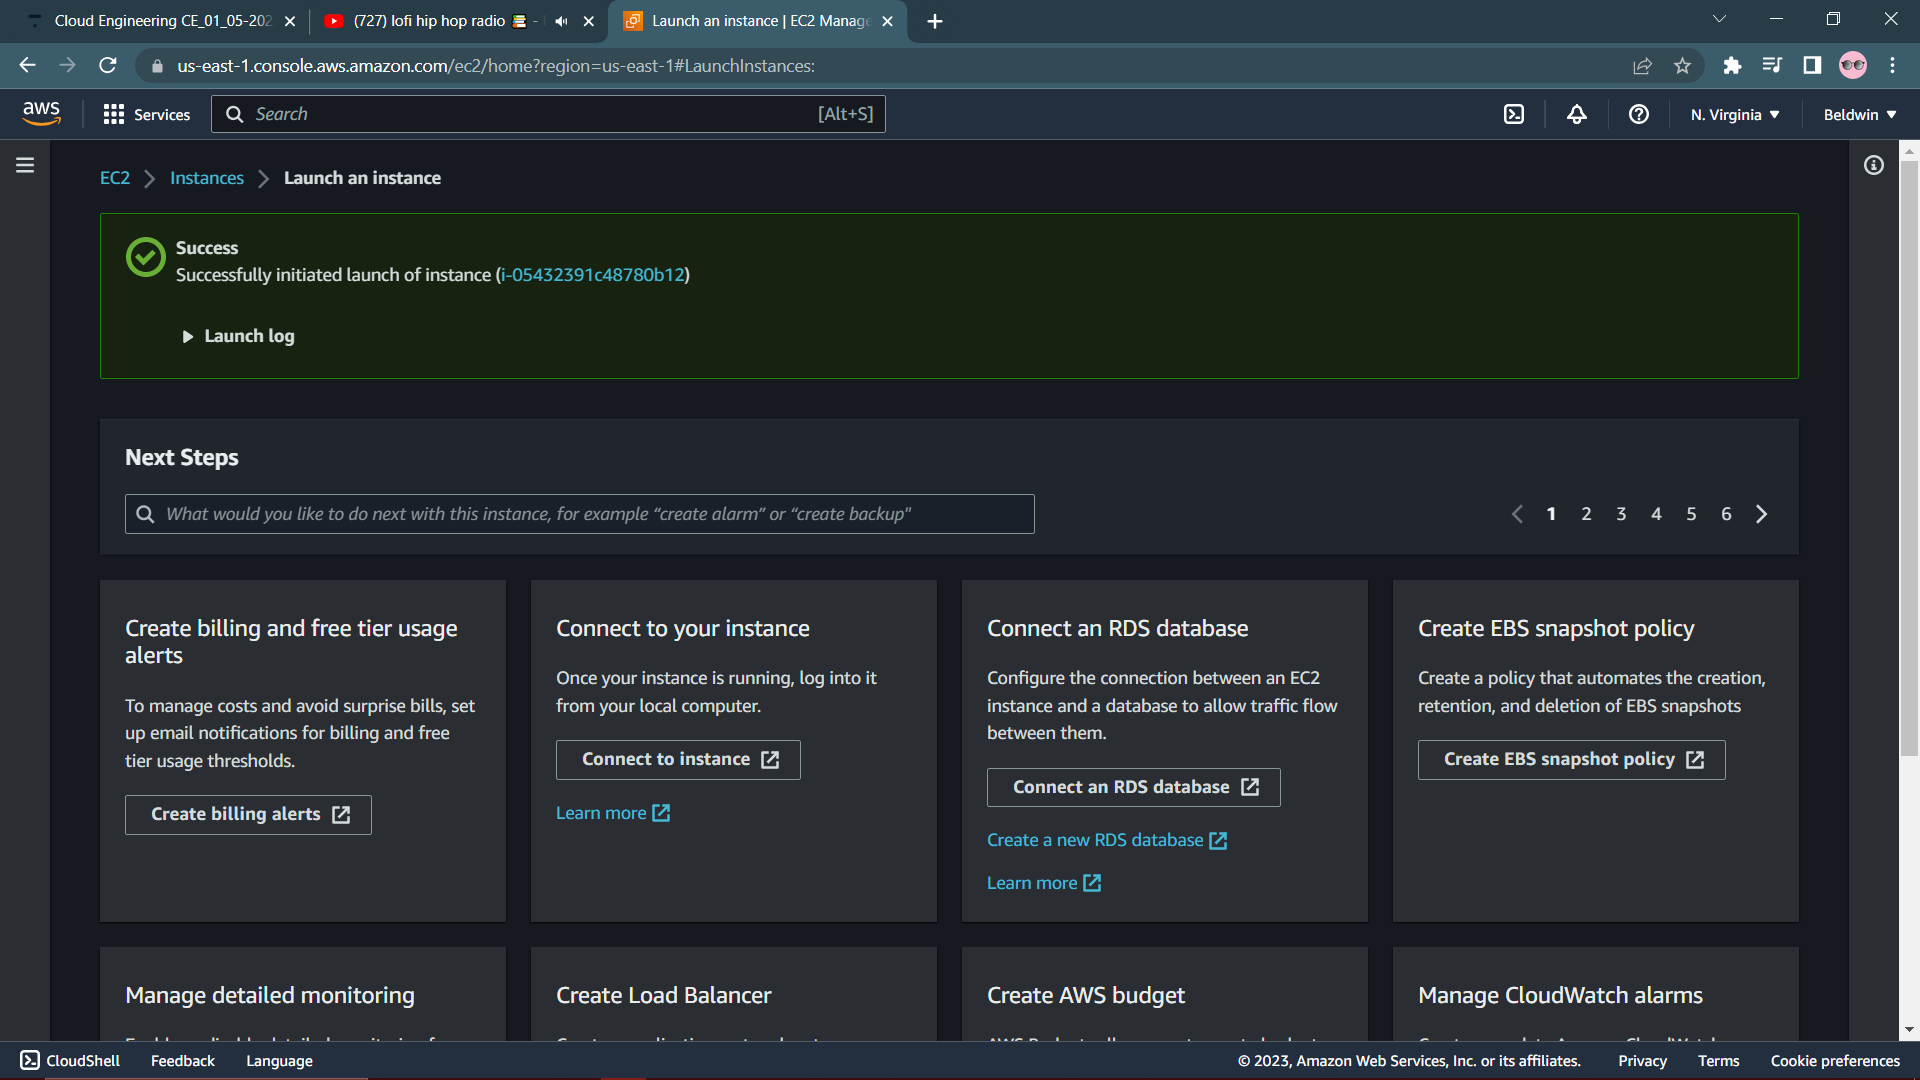 Cloud Engineering CE_01_05-202
(727) lofi hip hop radio 📚 -
Launch an instance | EC2 Manage
us-east-1.console.aws.amazon.com/ec2/home?region=us-east-1#LaunchInstances:
aws
Services
Search
[Alt+S]
N. Virginia
Beldwin
EC2
Instances
Launch an instance
Success
Successfully initiated launch of instance (i-05432391c48780b12)
Launch log
Next Steps
What would you like to do next with this instance, for example “create alarm” or “create backup"
1 2 3 4 5 6
Create billing and free tier usage
alerts
To manage costs and avoid surprise bills, set
up email notifications for billing and free
tier usage thresholds.
Create billing alerts
Connect to your instance
Once your instance is running, log into it
from your local computer.
Connect to instance
Learn more
Connect an RDS database
Configure the connection between an EC2
instance and a database to allow traffic flow
between them.
Connect an RDS database
Create a new RDS database
Learn more
Create EBS snapshot policy
Create a policy that automates the creation,
retention, and deletion of EBS snapshots
Create EBS snapshot policy
Manage detailed monitoring
Create Load Balancer
Create AWS budget
Manage CloudWatch alarms
CloudShell
Feedback
Language
© 2023, Amazon Web Services, Inc. or its affiliates.
Privacy
Terms
Cookie preferences